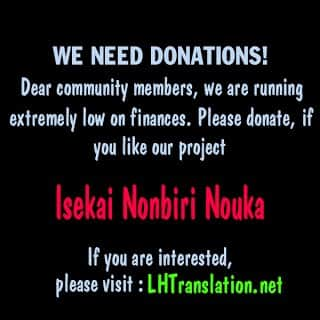 WE NEED DONATIONS!
Dear community members, we are running
extremely low on finances. Please donate, if
you like our project
Isekai Nonbiri Nouka
If you are interested,
please visit : LHTranslation.net